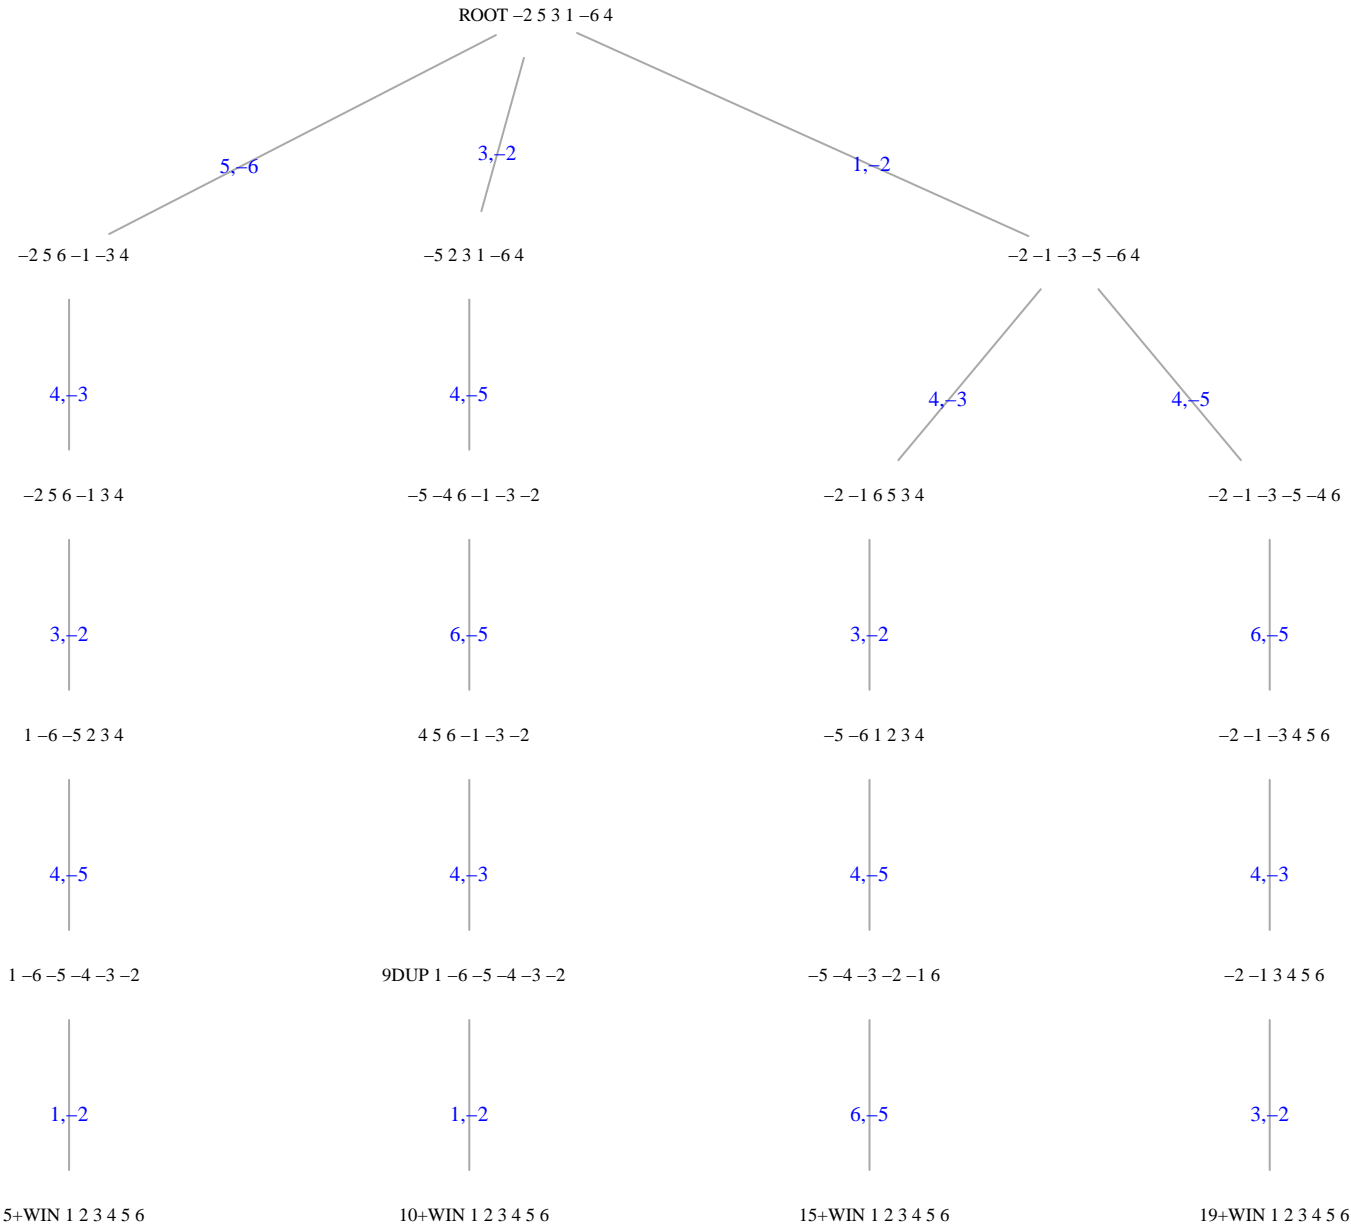 ROOT –2 5 3 1 –6 4
5,–6
3,–2
1,–2
–2 5 6 –1 –3 4
–5 2 3 1 –6 4
–2 –1 –3 –5 –6 4
4,–3
4,–5
4,–3
4,–5
–2 5 6 –1 3 4
–5 –4 6 –1 –3 –2
–2 –1 6 5 3 4
–2 –1 –3 –5 –4 6
3,–2
6,–5
3,–2
6,–5
1 –6 –5 2 3 4
4 5 6 –1 –3 –2
–5 –6 1 2 3 4
–2 –1 –3 4 5 6
4,–5
4,–3
4,–5
4,–3
1 –6 –5 –4 –3 –2
9DUP 1 –6 –5 –4 –3 –2
–5 –4 –3 –2 –1 6
–2 –1 3 4 5 6
1,–2
1,–2
6,–5
3,–2
5+WIN 1 2 3 4 5 6
10+WIN 1 2 3 4 5 6
15+WIN 1 2 3 4 5 6
19+WIN 1 2 3 4 5 6